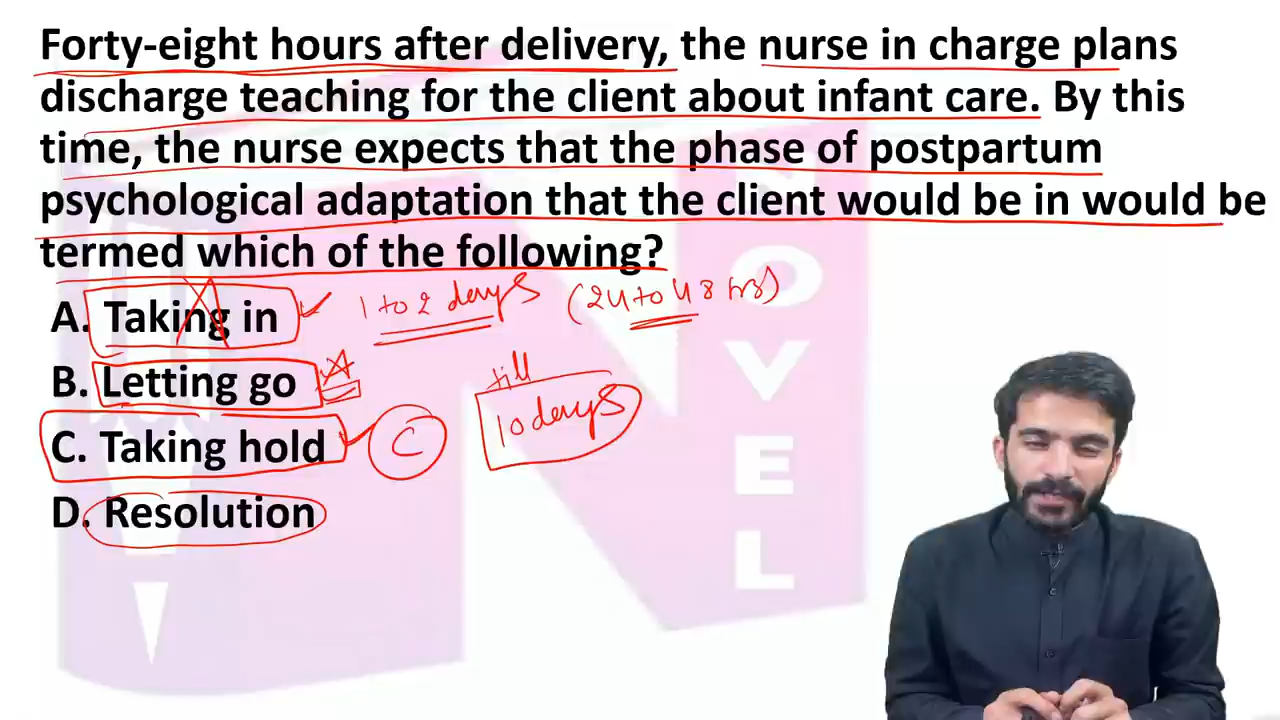 Forty-eight hours after delivery, the nurse in charge plans
discharge teaching for the client about infant care. By this
time, the nurse expects that the phase of postpartum
psychological adaptation that the client would be in would be
termed which of the following?
A. Taking in 1 to 2 days (24 to 48 hrs)
B. Letting go
till
10 days
C. Taking hold C
D. Resolution
NOVEL